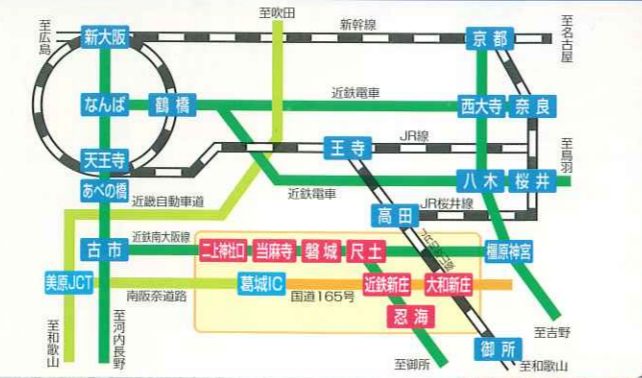 至吹田
至広島
新大阪
新幹線
京都
至名古屋
なんば
鶴橋
近鉄電車
西大寺
奈良
天王寺
王寺
JR線
至鳥羽
あべの橋
近畿自動車道
近鉄電車
八木
桜井
高田
JR桜井線
古市
近鉄南大阪線
二上神社口
当麻寺
磐城
尺土
JR和歌山線
橿原神宮
美原JCT
南阪奈道路
葛城IC
国道165号
近鉄新庄
大和新庄
忍海
至和歌山
至河内長野
至御所
御所
至吉野
至和歌山